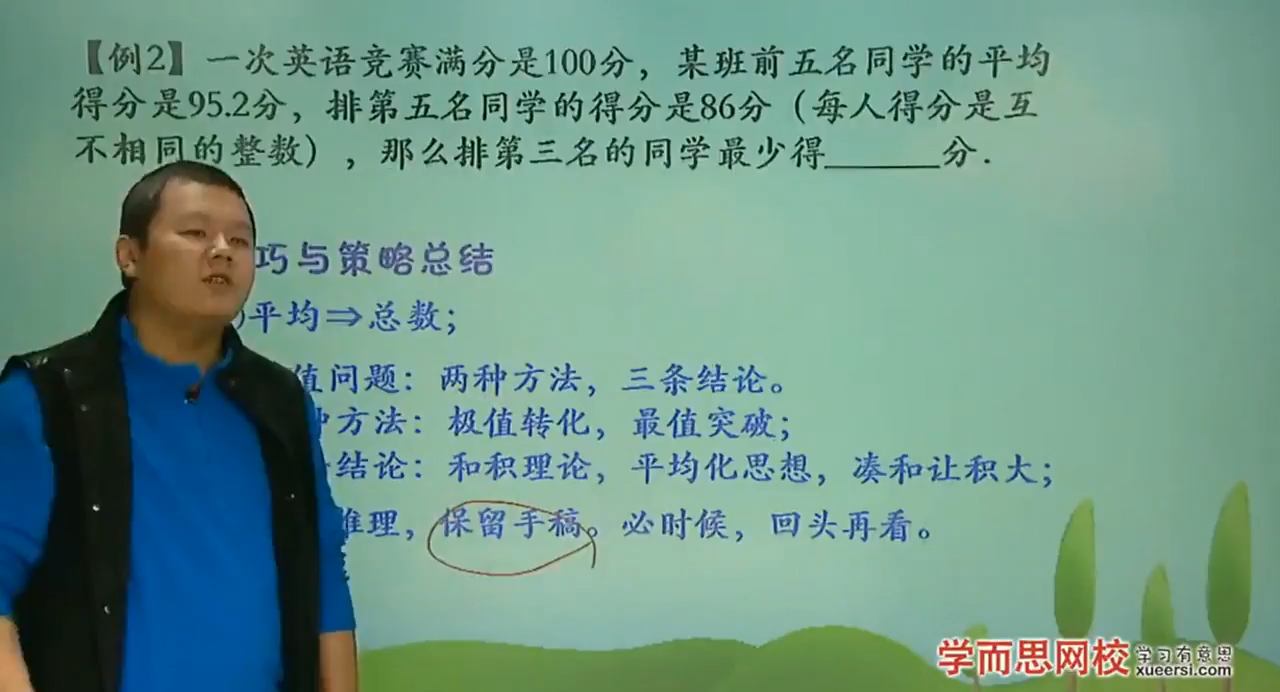 【例2】一次英语竞赛满分是100分，某班前五名同学的平均
得分是95.2分，排第五名同学的得分是86分（每人得分是互
不相同的整数），那么排第三名的同学最少得______分.
巧与策略总结
平均⇒总数；
值问题：两种方法，三条结论。
方法：极值转化，最值突破；
结论：和积理论，平均化思想，凑和让积大；
推理，保留手稿。必时候，回头再看。
学而思网校 学习有意思
xueersi.com